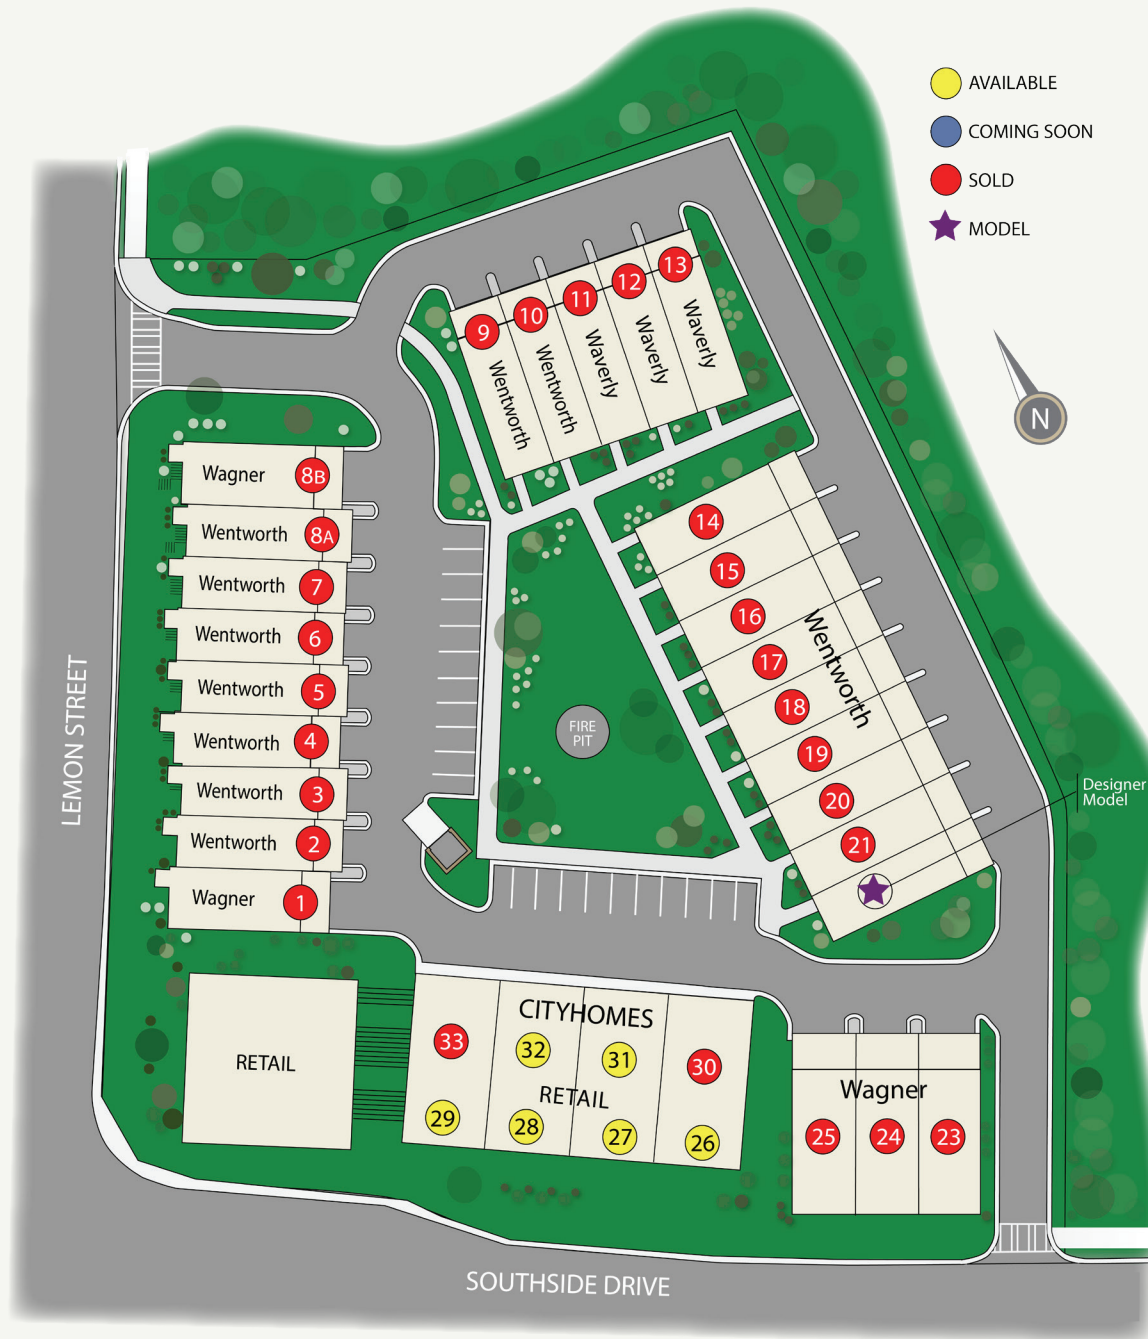 AVAILABLE
COMING SOON
SOLD
MODEL
N
13
12
11
10
9
Wentworth
Wentworth
Waverly
Waverly
Waverly
Wagner 8B
Wentworth 8A
Wentworth 7
Wentworth 6
Wentworth 5
Wentworth 4
Wentworth 3
Wentworth 2
Wagner 1
LEMON STREET
14
15
16
17
18
19
20
21
Wentworth
FIRE
PIT
Designer
Model
RETAIL
CITYHOMES
33
32
31
30
RETAIL
29
28
27
26
Wagner
25
24
23
SOUTHSIDE DRIVE